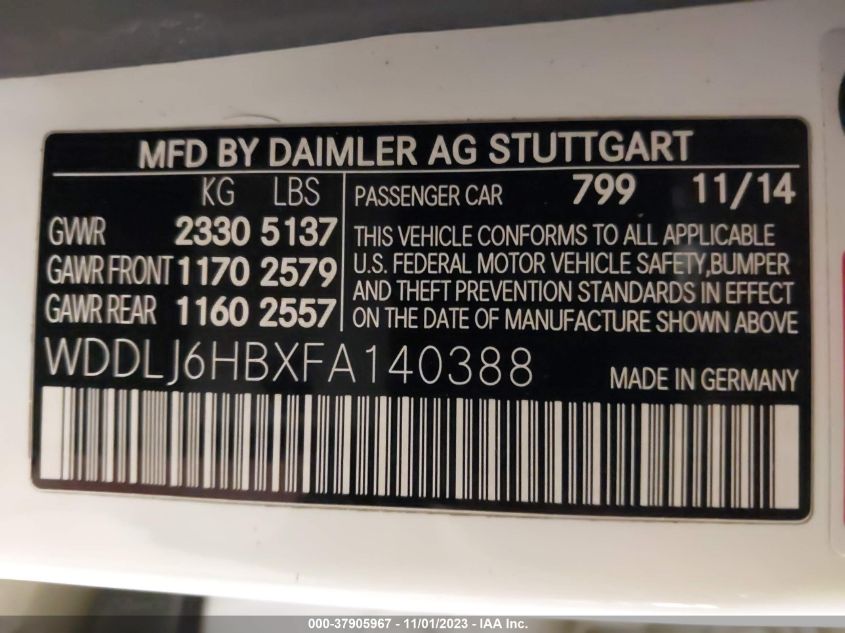 MFD BY DAIMLER AG STUTTGART
KG LBS
GVWR 2330 5137
GAWR FRONT 1170 2579
GAWR REAR 1160 2557
PASSENGER CAR 799 11/14
THIS VEHICLE CONFORMS TO ALL APPLICABLE
U.S. FEDERAL MOTOR VEHICLE SAFETY,BUMPER
AND THEFT PREVENTION STANDARDS IN EFFECT
ON THE DATE OF MANUFACTURE SHOWN ABOVE
WDDLJ6HBXFA140388 MADE IN GERMANY
000-37905967 - 11/01/2023 - IAA Inc.